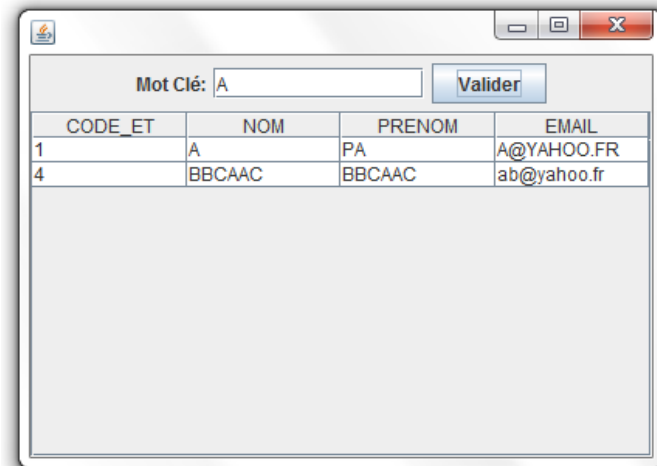 Mot Clé: A Valider
CODE_ET NOM PRENOM EMAIL
1 A PA A@YAHOO.FR
4 BBCAAC BBCAAC ab@yahoo.fr